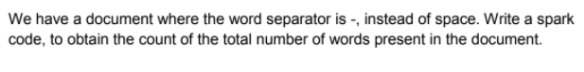 We have a document where the word separator is -, instead of space. Write a spark
code, to obtain the count of the total number of words present in the document.